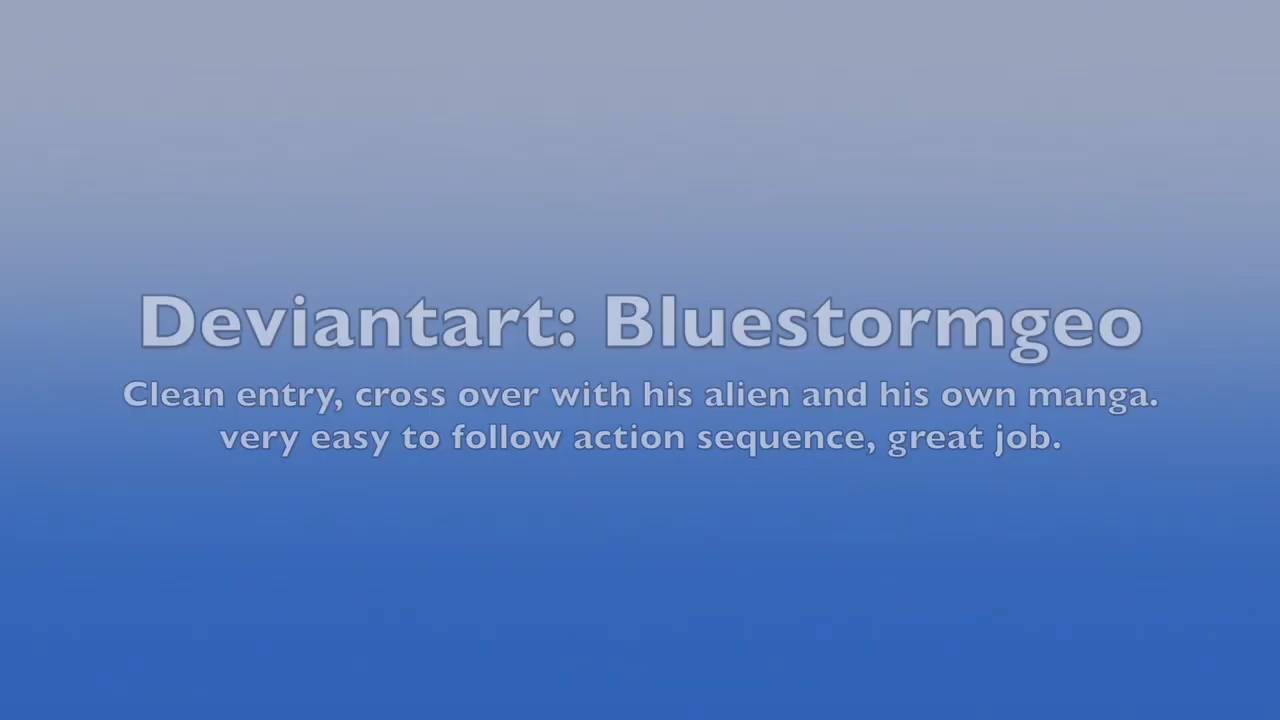 Deviantart: Bluestormgeo
Clean entry, cross over with his alien and his own manga.
very easy to follow action sequence, great job.